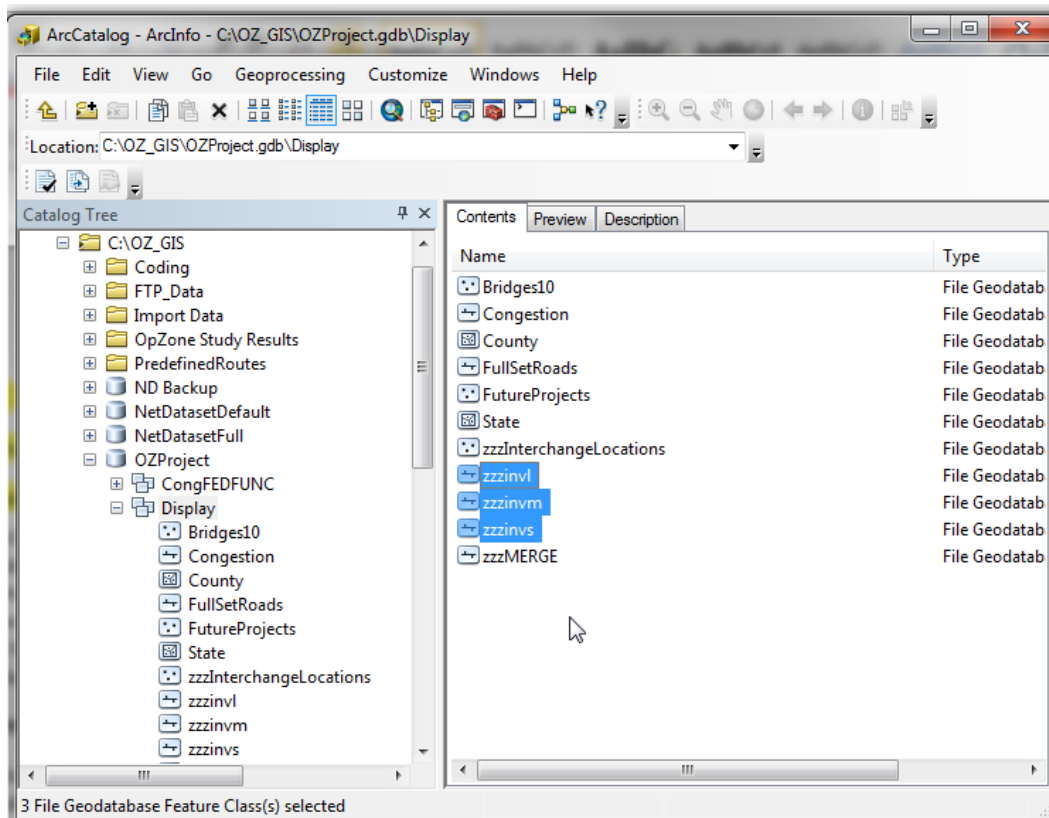 ArcCatalog - ArcInfo - C:\OZ_GIS\OZProject.gdb\Display
File Edit View Go Geoprocessing Customize Windows Help
Location: C:\OZ_GIS\OZProject.gdb\Display
Catalog Tree
C:\OZ_GIS
Coding
FTP_Data
Import Data
OpZone Study Results
PredefinedRoutes
ND Backup
NetDatasetDefault
NetDatasetFull
OZProject
CongFEDFUNC
Display
Bridges10
Congestion
County
FullSetRoads
FutureProjects
State
zzzInterchangeLocations
zzzinvl
zzzinvm
zzzinvs
Contents Preview Description
Name Type
Bridges10 File Geodatab
Congestion File Geodatab
County File Geodatab
FullSetRoads File Geodatab
FutureProjects File Geodatab
State File Geodatab
zzzInterchangeLocations File Geodatab
zzzinvl File Geodatab
zzzinvm File Geodatab
zzzinvs File Geodatab
zzzMERGE File Geodatab
3 File Geodatabase Feature Class(s) selected